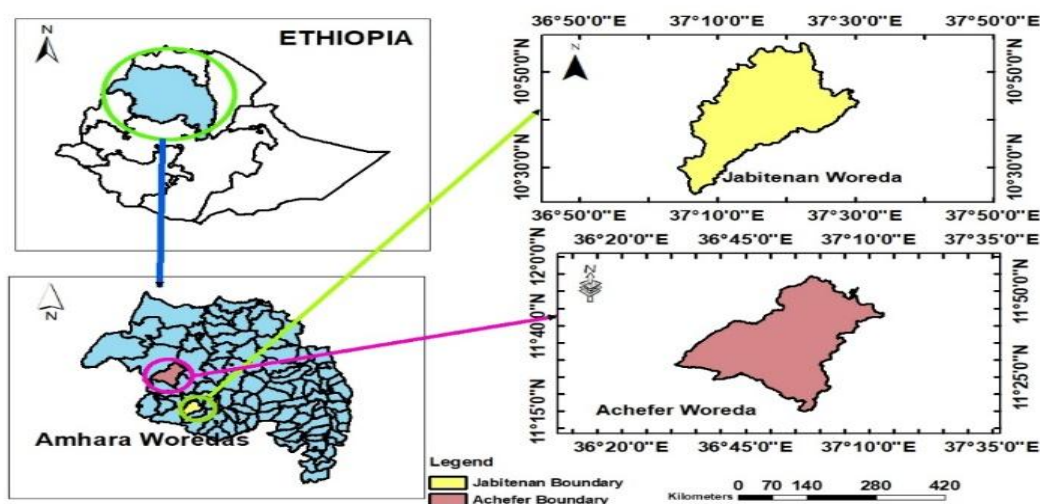 N
ETHIOPIA
36°50'0"E 37°10'0"E 37°30'0"E 37°50'0"E
N
10°50'0"N
10°50'0"N
10°30'0"N
10°30'0"N
Jabitenan Woreda
36°50'0"E 37°10'0"E 37°30'0"E 37°50'0"E
N
Amhara Woredas
36°20'0"E 36°45'0"E 37°10'0"E 37°35'0"E
N
12°0'0"N
11°50'0"N
11°40'0"N
11°25'0"N
11°15'0"N
Achefer Woreda
36°20'0"E 36°45'0"E 37°10'0"E 37°35'0"E
Legend
Jabitenan Boundary
Achefer Boundary
Kilometers
0 70 140 280 420